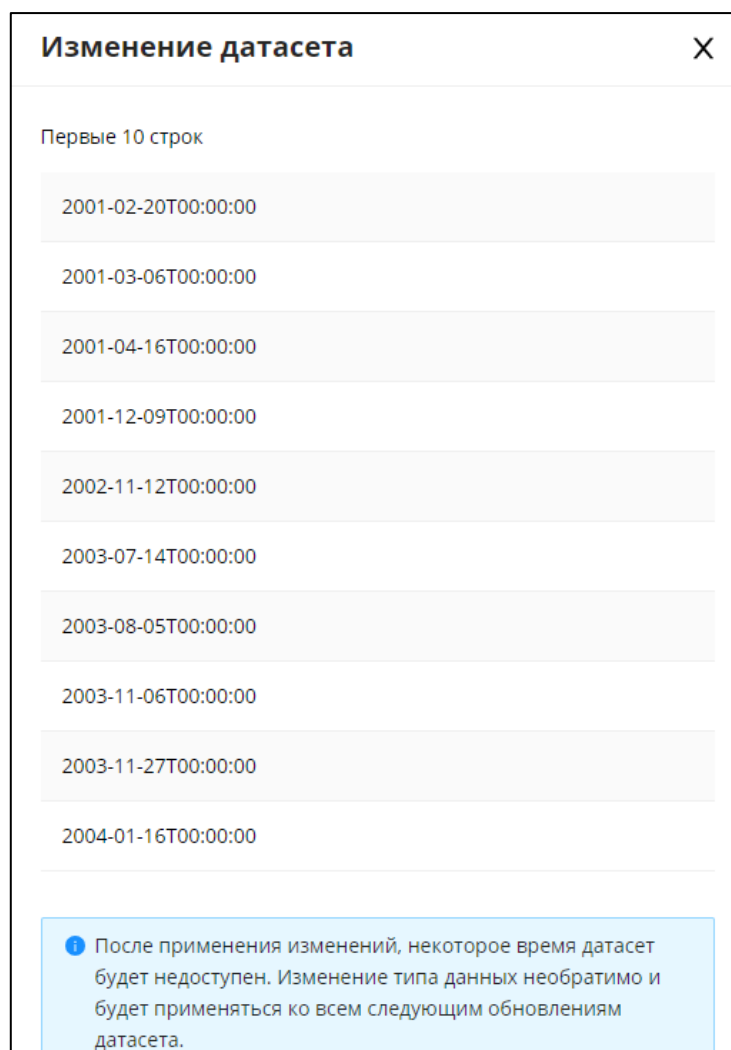 Изменение датасета
Первые 10 строк
2001-02-20T00:00:00
2001-03-06T00:00:00
2001-04-16T00:00:00
2001-12-09T00:00:00
2002-11-12T00:00:00
2003-07-14T00:00:00
2003-08-05T00:00:00
2003-11-06T00:00:00
2003-11-27T00:00:00
2004-01-16T00:00:00
После применения изменений, некоторое время датасет
будет недоступен. Изменение типа данных необратимо и
будет применяться ко всем следующим обновлениям
датасета.